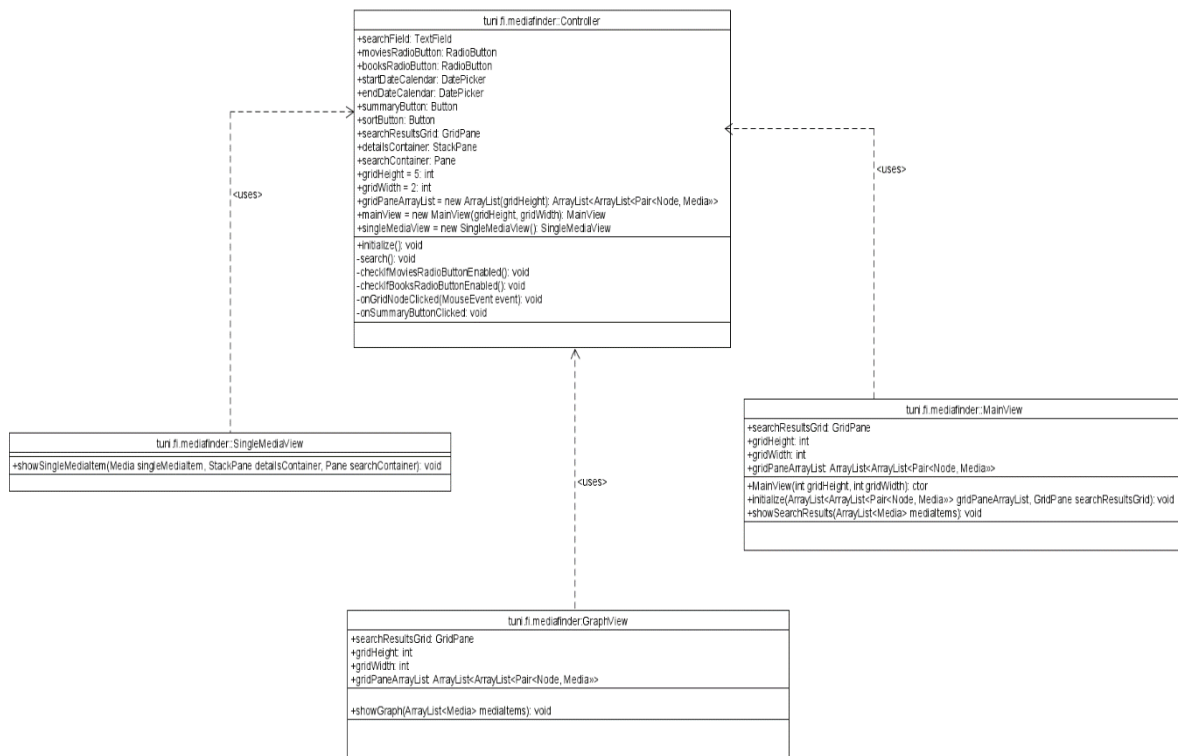 tuni.fi.mediafinder::Controller
+searchField: TextField
+moviesRadioButton: RadioButton
+booksRadioButton: RadioButton
+startDateCalendar: DatePicker
+endDateCalendar: DatePicker
+summaryButton: Button
+sortButton: Button
+searchResultsGrid: GridPane
+detailsContainer: StackPane
+searchContainer: Pane
+gridHeight = 5: int
+gridWidth = 2: int
+gridPaneArrayList = new ArrayList(gridHeight): ArrayList<ArrayList<Pair<Node, Media>>
+mainView = new MainView(gridHeight, gridWidth): MainView
+singleMediaView = new SingleMediaView(): SingleMediaView
+initialize(): void
-search(): void
-checkIfMoviesRadioButtonEnabled(): void
-checkIfBooksRadioButtonEnabled(): void
-onGridNodeClicked(MouseEvent event): void
-onSummaryButtonClicked: void
<uses>
<uses>
tuni.fi.mediafinder::SingleMediaView
+showSingleMediaItem(Media singleMediaItem, StackPane detailsContainer, Pane searchContainer): void
<uses>
tuni.fi.mediafinder::MainView
+searchResultsGrid: GridPane
+gridHeight: int
+gridWidth: int
+gridPaneArrayList: ArrayList<ArrayList<Pair<Node, Media>>
+MainView(int gridHeight, int gridWidth): ctor
+initialize(ArrayList<ArrayList<Pair<Node, Media>>> gridPaneArrayList, GridPane searchResultsGrid): void
+showSearchResults(ArrayList<Media> mediaItems): void
tuni.fi.mediafinder:GraphView
+searchResultsGrid: GridPane
+gridHeight: int
+gridWidth: int
+gridPaneArrayList: ArrayList<ArrayList<Pair<Node, Media>>
+showGraph(ArrayList<Media> mediaItems): void